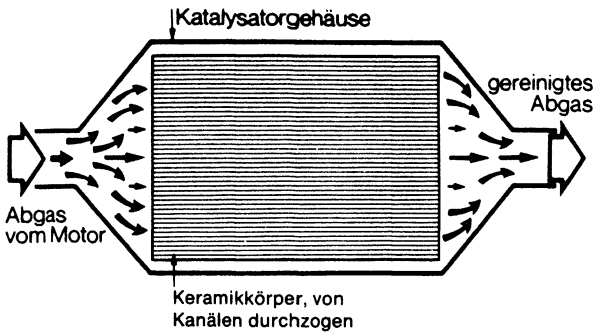 Katalysatorgehäuse
gereinigtes
Abgas
Abgas
vom Motor
Keramikkörper, von
Kanälen durchzogen